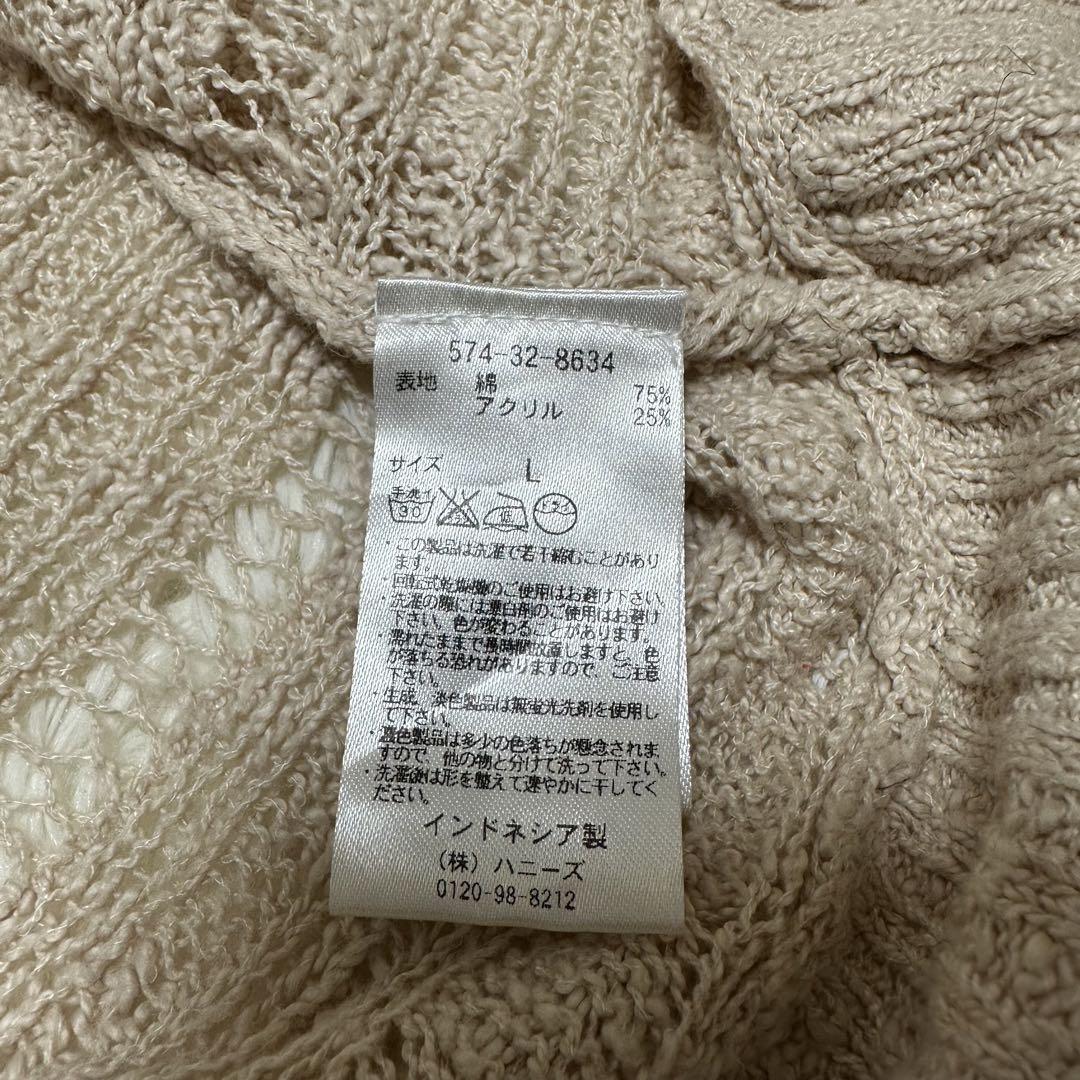 574-32-8634
表地 綿 75%
アクリル 25%
サイズ L
手洗イ
30
・この製品は洗濯で若干縮むことがあり
ます。
・回転式乾燥機のご使用はお避け下さい。
・洗濯の際には漂白剤のご使用はお避け
下さい。色が変わることがあります。
・濡れたままで長時間放置しますと、色
が落ちる恐れがありますので、ご注意
下さい。
・生成、淡色製品は無蛍光洗剤を使用し
て下さい。
・濃色製品は多少の色落ちが懸念されま
すので、他の物と分けて洗って下さい。
・洗濯後は形を整えて速やかに干してく
ださい。
インドネシア製
(株) ハニーズ
0120-98-8212